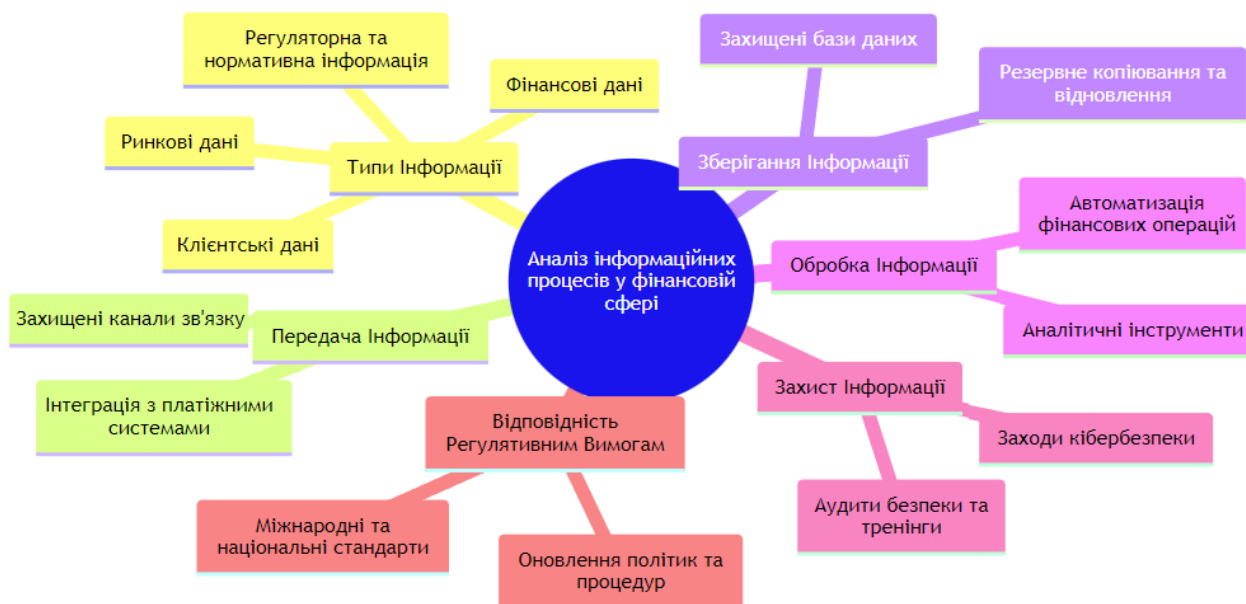 Регуляторна та
нормативна інформація
Фінансові дані
Ринкові дані
Типи Інформації
Клієнтські дані
Захищені бази даних
Резервне копіювання та
відновлення
Зберігання Інформації
Автоматизація
фінансових операцій
Обробка Інформації
Аналітичні інструменти
Аналіз інформаційних
процесів у фінансовій
сфері
Захищені канали зв'язку
Передача Інформації
Інтеграція з платіжними
системами
Відповідність
Регулятивним Вимогам
Міжнародні та
національні стандарти
Оновлення політик та
процедур
Захист Інформації
Заходи кібербезпеки
Аудити безпеки та
тренінги